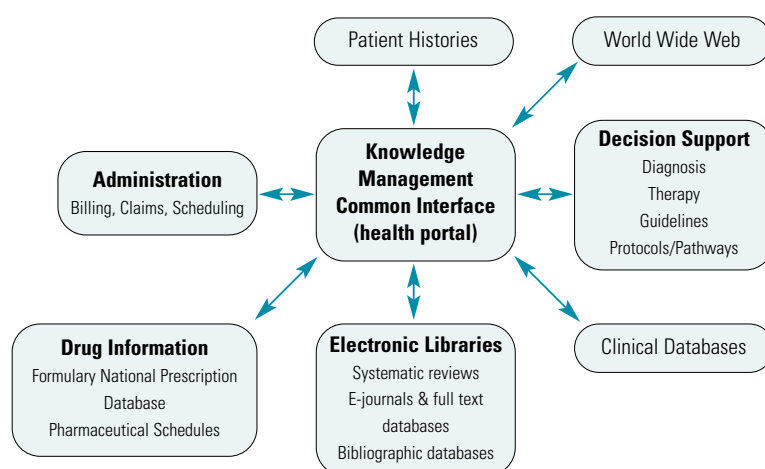 Patient Histories
World Wide Web
Knowledge
Management
Common Interface
(health portal)
Administration
Billing, Claims, Scheduling
Decision Support
Diagnosis
Therapy
Guidelines
Protocols/Pathways
Drug Information
Formulary National Prescription
Database
Pharmaceutical Schedules
Electronic Libraries
Systematic reviews
E-journals & full text
databases
Bibliographic databases
Clinical Databases